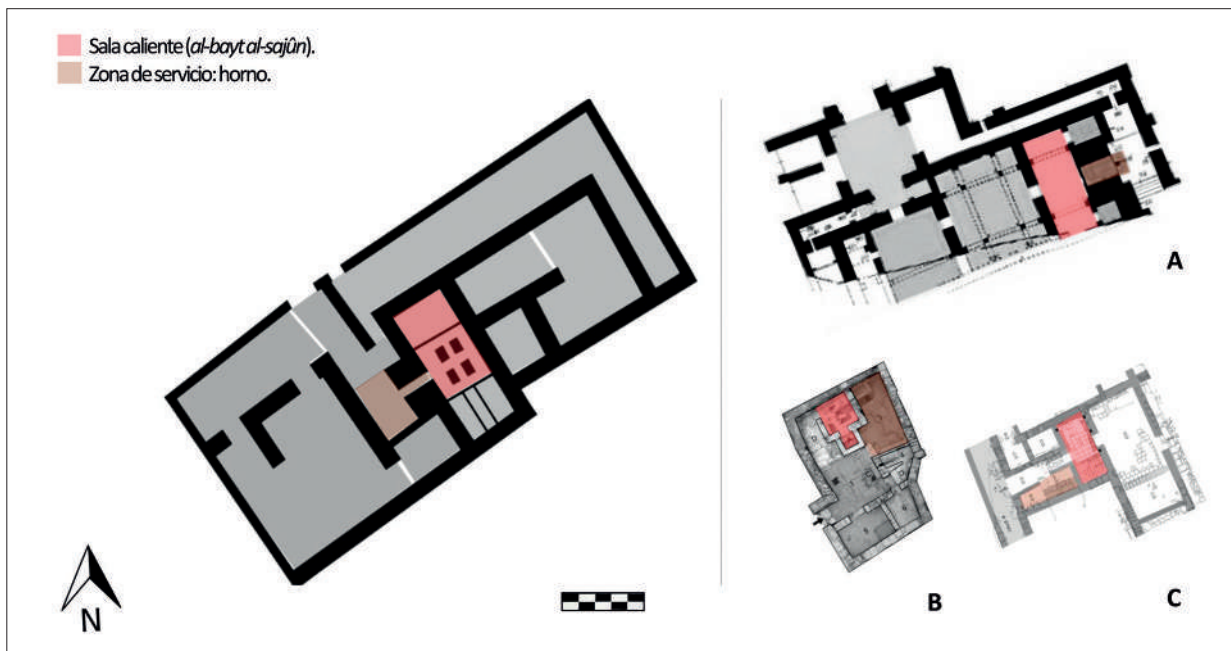 Sala caliente (al-bayt al-sajûn).
Zona de servicio: horno.
A
B
C
N